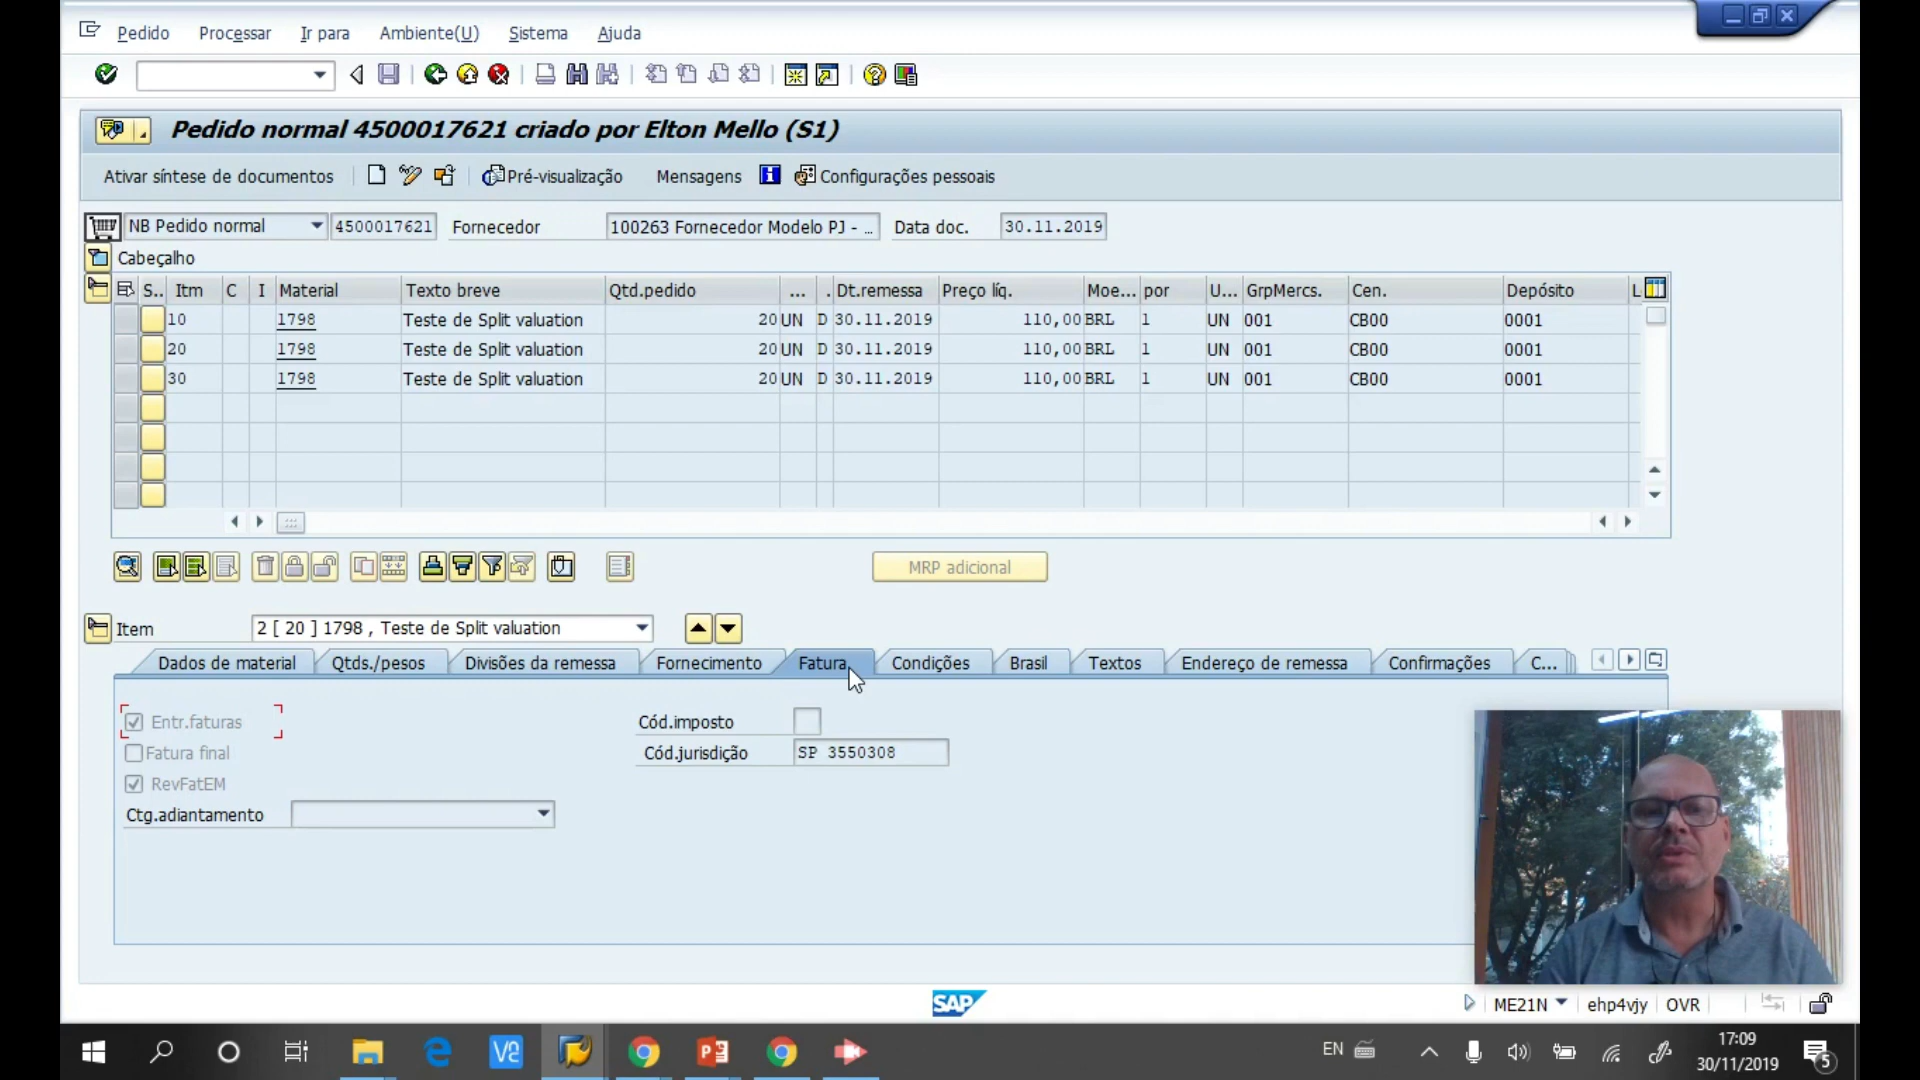 Pedido Processar Ir para Ambiente(U) Sistema Ajuda
Pedido normal 4500017621 criado por Elton Mello (S1)
Ativar síntese de documentos Pré-visualização Mensagens Configurações pessoais
NB Pedido normal 4500017621 Fornecedor 100263 Fornecedor Modelo PJ - ... Data doc. 30.11.2019
Cabeçalho
S.. Itm C I Material Texto breve Qtd.pedido ... . Dt.remessa Preço líq. Moe... por U... GrpMercs. Cen. Depósito L
10 1798 Teste de Split valuation 20 UN D 30.11.2019 110,00 BRL 1 UN 001 CB00 0001
20 1798 Teste de Split valuation 20 UN D 30.11.2019 110,00 BRL 1 UN 001 CB00 0001
30 1798 Teste de Split valuation 20 UN D 30.11.2019 110,00 BRL 1 UN 001 CB00 0001
MRP adicional
Item 2 [ 20 ] 1798 , Teste de Split valuation
Dados de material Qtds./pesos Divisões da remessa Fornecimento Fatura Condições Brasil Textos Endereço de remessa Confirmações C...
Entr.faturas Cód.imposto
Fatura final Cód.jurisdição SP 3550308
RevFatEM
Ctg.adiantamento
SAP ME21N ehp4vjy OVR
EN 17:09
30/11/2019 5